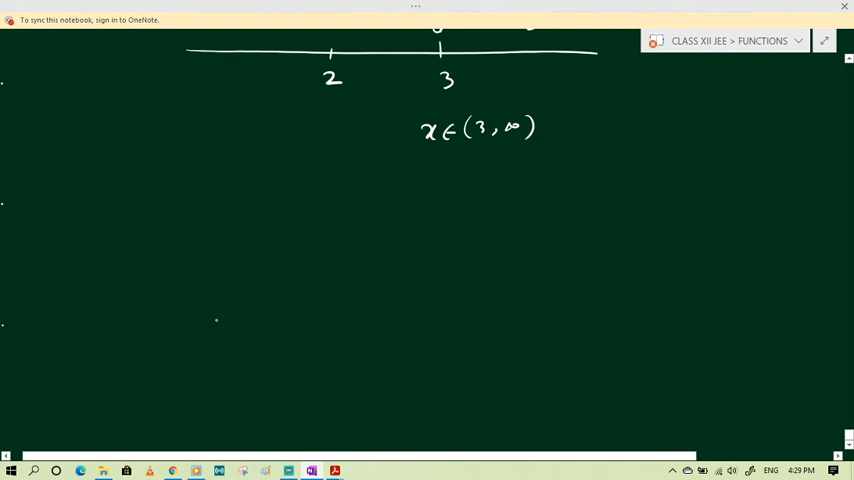 To sync this notebook, sign in to OneNote.
CLASS XII JEE > FUNCTIONS
2 3
x ∈ (3, ∞)
ENG 4:29 PM